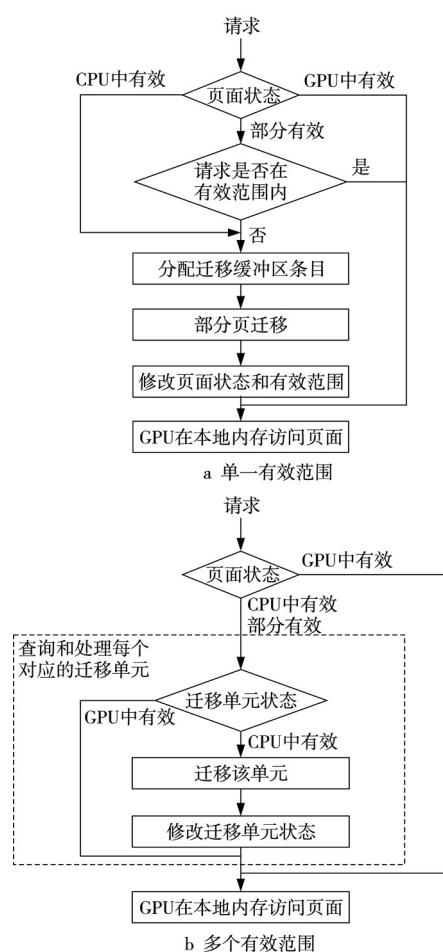 请求
CPU中有效
GPU中有效
页面状态
部分有效
请求是否在
有效范围内
是
否
分配迁移缓冲区条目
部分页迁移
修改页面状态和有效范围
GPU在本地内存访问页面
a 单一有效范围
请求
GPU中有效
页面状态
CPU中有效
部分有效
查询和处理每个
对应的迁移单元
迁移单元状态
GPU中有效
CPU中有效
迁移该单元
修改迁移单元状态
GPU在本地内存访问页面
b 多个有效范围